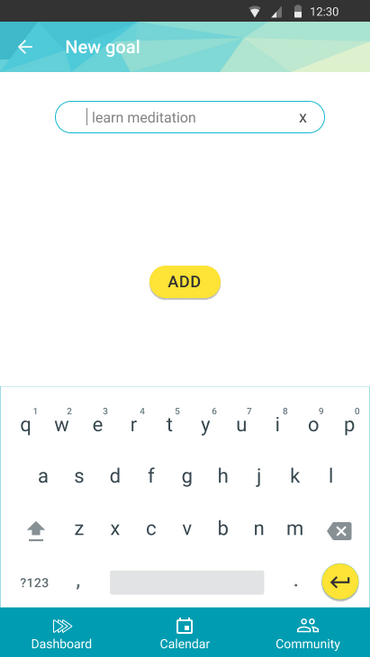 12:30
New goal
learn meditation x
ADD
1 2 3 4 5 6 7 8 9 0
q w e r t y u i o p
a s d f g h j k l
z x c v b n m
?123 , .
Dashboard Calendar Community